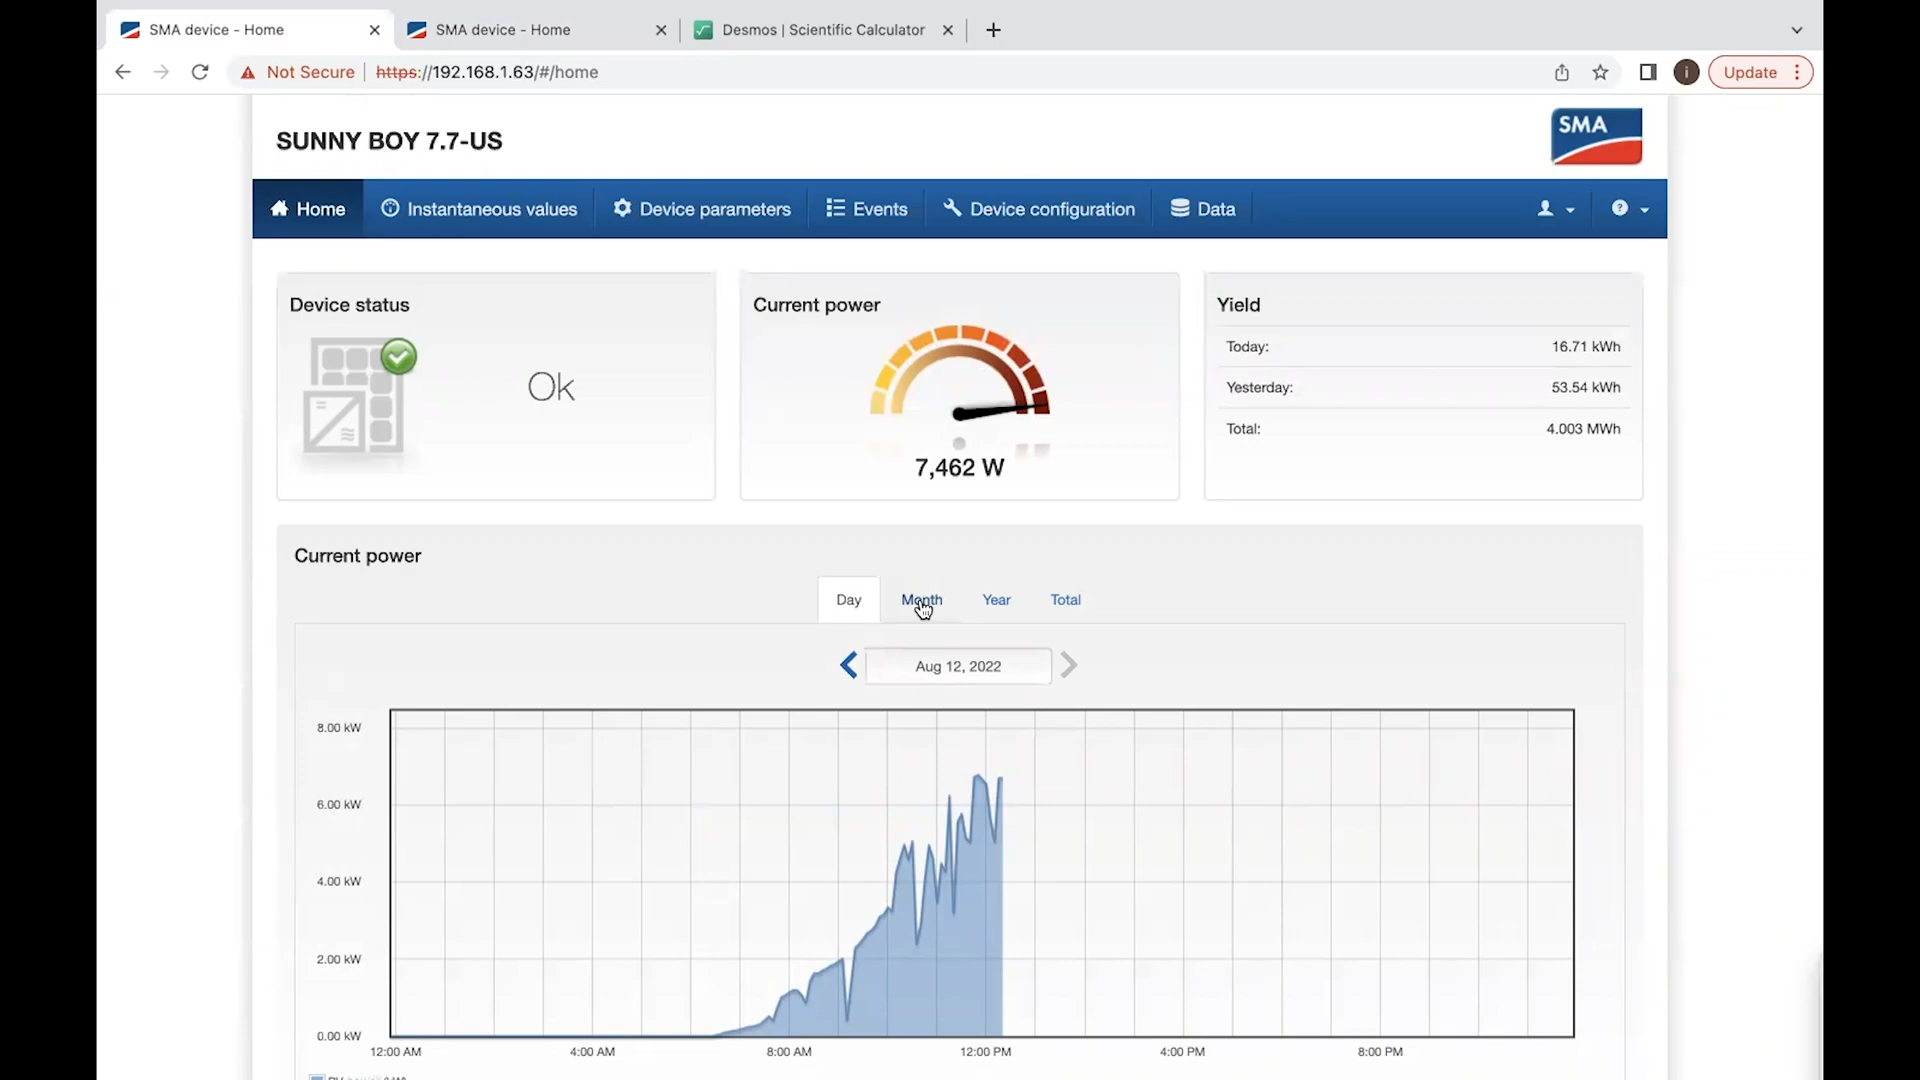 SMA device - Home
SMA device - Home
Desmos | Scientific Calculator
Not Secure
https://192.168.1.63/#/home
i
Update
SUNNY BOY 7.7-US
SMA
Home
Instantaneous values
Device parameters
Events
Device configuration
Data
?
Device status
Ok
Current power
7,462 W
Yield
Today: 16.71 kWh
Yesterday: 53.54 kWh
Total: 4.003 MWh
Current power
Day
Month
Year
Total
Aug 12, 2022
8.00 kW
6.00 kW
4.00 kW
2.00 kW
0.00 kW
12:00 AM 4:00 AM 8:00 AM 12:00 PM 4:00 PM 8:00 PM